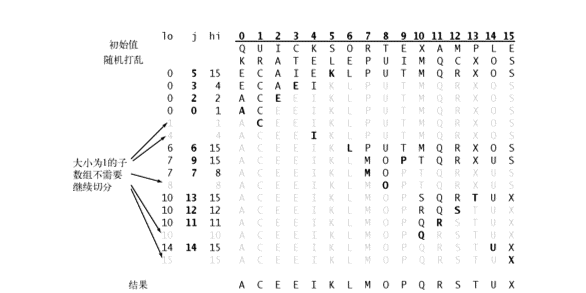 lo j hi 0 1 2 3 4 5 6 7 8 9 10 11 12 13 14 15
初始值 Q U I C K S O R T E X A M P L E
随机打乱 K R A T E L E P U I M Q C X O S
0 5 15 E C A I E K L P U T M Q R X O S
0 3 4 E C A E I K L P U T M Q R X O S
0 2 2 A C E E I K L P U T M Q R X O S
0 0 1 A C E E I K L P U T M Q R X O S
1 1 A C E E I K L P U T M Q R X O S
4 4 A C E E I K L P U T M Q R X O S
6 6 15 A C E E I K L P U T M Q R X O S
大小为1的子 7 9 15 A C E E I K L M O P T Q R X U S
数组不需要 7 7 8 A C E E I K L M O P T Q R X U S
继续切分 8 8 A C E E I K L M O P T Q R X U S
10 13 15 A C E E I K L M O P S Q R T U X
10 12 12 A C E E I K L M O P R Q S T U X
10 11 11 A C E E I K L M O P Q R S T U X
10 10 A C E E I K L M O P Q R S T U X
14 14 15 A C E E I K L M O P Q R S T U X
15 15 A C E E I K L M O P Q R S T U X
结果 A C E E I K L M O P Q R S T U X